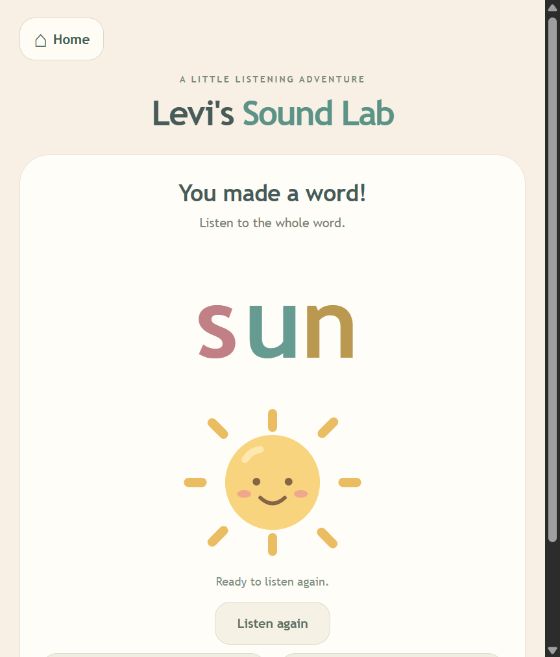 Home
A LITTLE LISTENING ADVENTURE
Levi's Sound Lab
You made a word!
Listen to the whole word.
sun
Ready to listen again.
Listen again